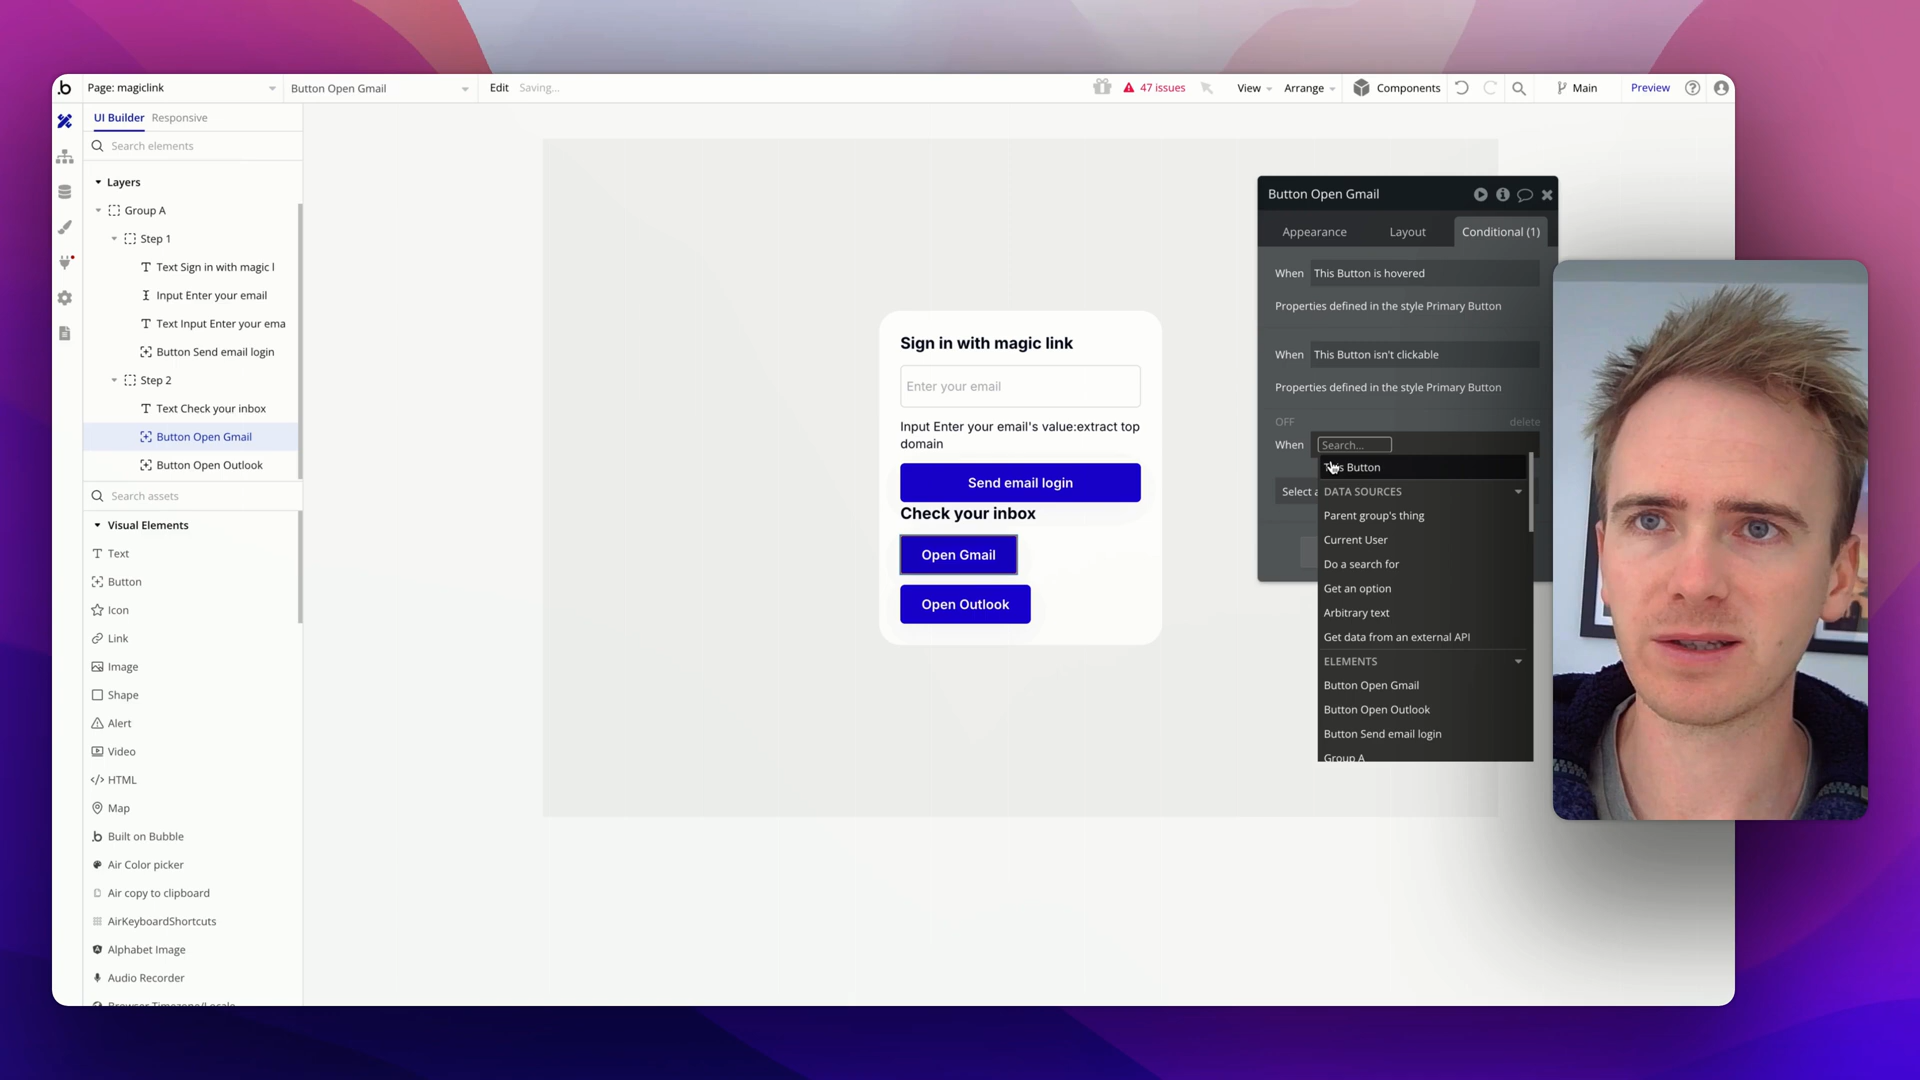 Page: magiclink
Button Open Gmail
Edit
Saving...
47 issues
View
Arrange
Components
Main
Preview
UI Builder
Responsive
Search elements
Layers
Group A
Step 1
Text Sign in with magic l
Input Enter your email
Text Input Enter your ema
Button Send email login
Step 2
Text Check your inbox
Button Open Gmail
Button Open Outlook
Search assets
Visual Elements
Text
Button
Icon
Link
Image
Shape
Alert
Video
HTML
Map
Built on Bubble
Air Color picker
Air copy to clipboard
AirKeyboardShortcuts
Alphabet Image
Audio Recorder
Browser Timezone/Locale
Sign in with magic link
Enter your email
Input Enter your email's value:extract top
domain
Send email login
Check your inbox
Open Gmail
Open Outlook
Button Open Gmail
Appearance
Layout
Conditional (1)
When This Button is hovered
Properties defined in the style Primary Button
When This Button isn't clickable
Properties defined in the style Primary Button
OFF
delete
When Search...
This Button
Select a
DATA SOURCES
Parent group's thing
Current User
Do a search for
Get an option
Arbitrary text
Get data from an external API
ELEMENTS
Button Open Gmail
Button Open Outlook
Button Send email login
Group A